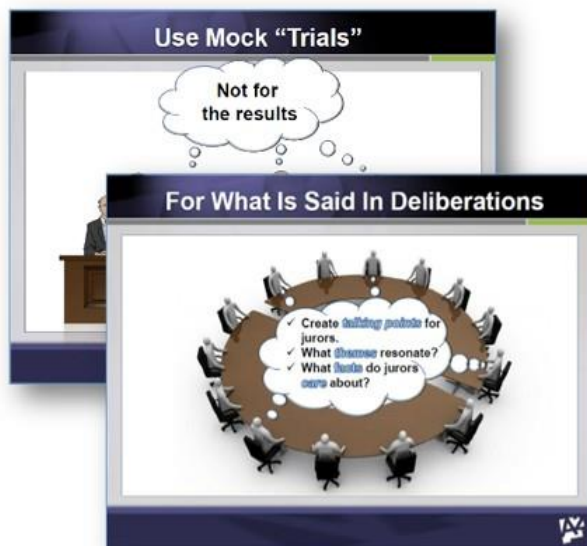 Use Mock “Trials”
Not for
the results
For What Is Said In Deliberations
✓ Create talking points for
jurors.
✓ What themes resonate?
✓ What facts do jurors
care about?